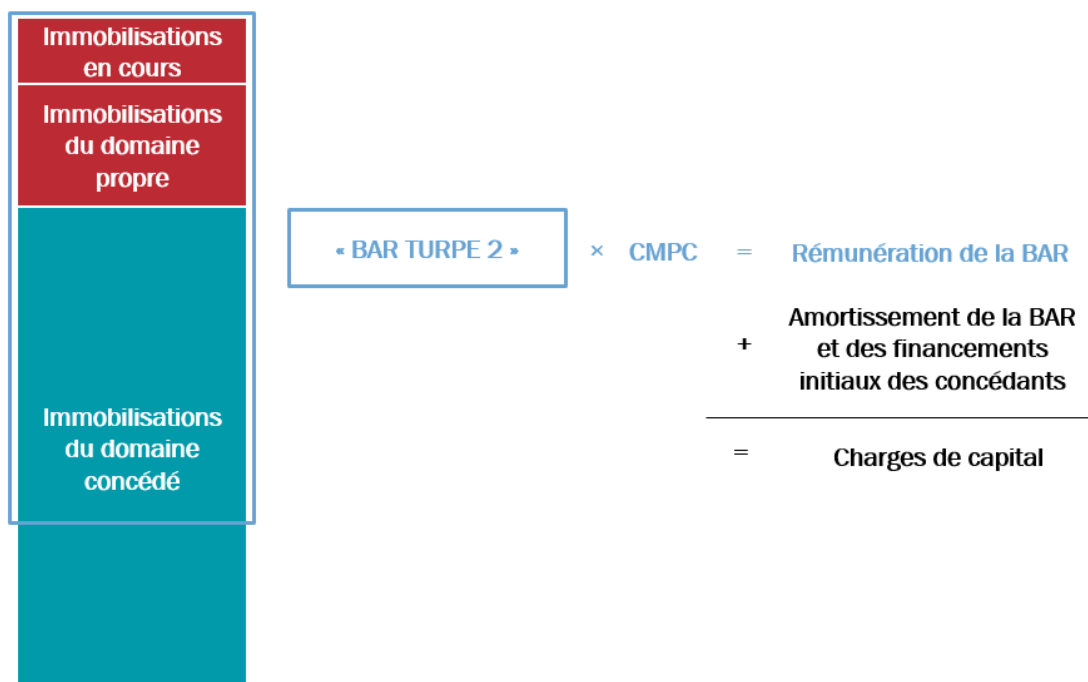 Immobilisations
en cours
Immobilisations
du domaine
propre
Immobilisations
du domaine
concédé
« BAR TURPE 2 » × CMPC = Rémunération de la BAR
+ Amortissement de la BAR
et des financements
initiaux des concédants
= Charges de capital